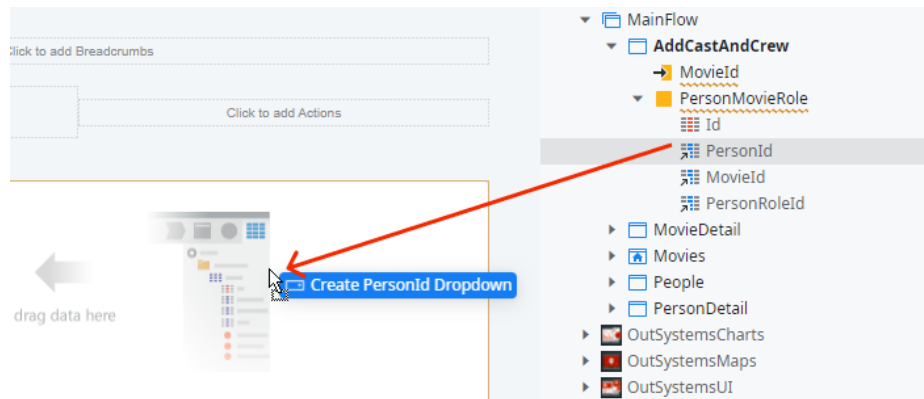 Click to add Breadcrumbs
Click to add Actions
drag data here
Create PersonId Dropdown
MainFlow
AddCastAndCrew
MovieId
PersonMovieRole
Id
PersonId
MovieId
PersonRoleId
MovieDetail
Movies
People
PersonDetail
OutSystemsCharts
OutSystemsMaps
OutSystemsUI